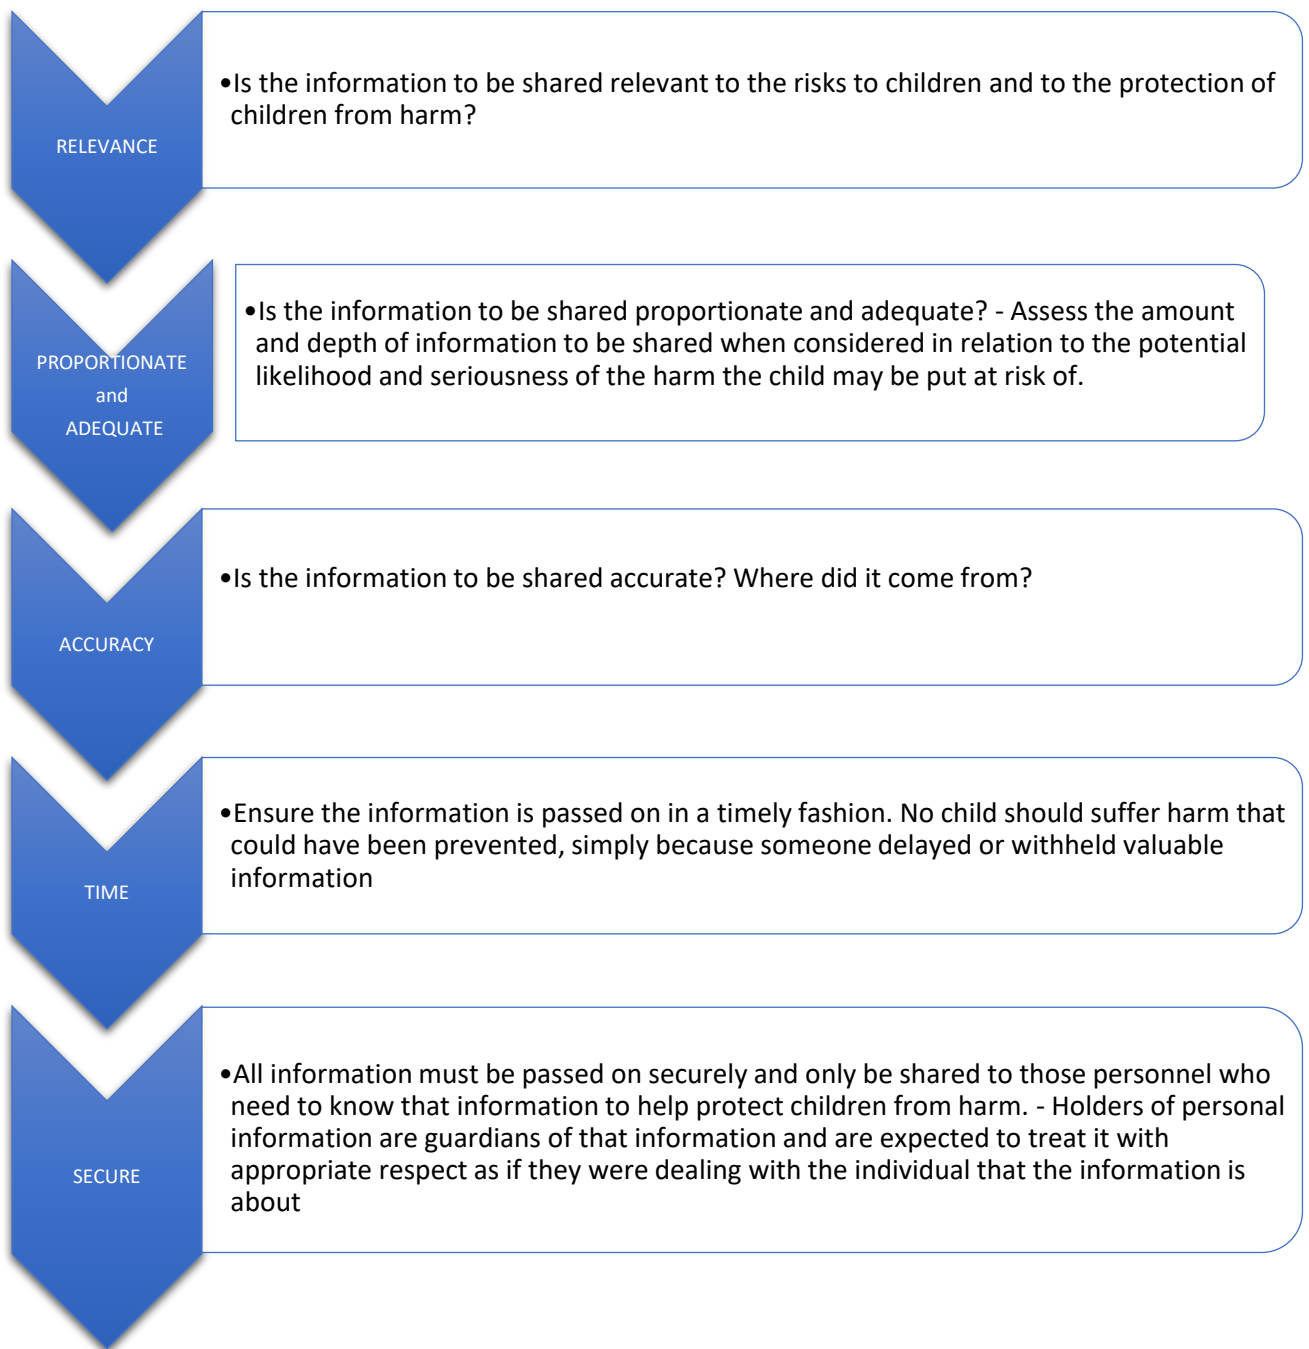 RELEVANCE
•Is the information to be shared relevant to the risks to children and to the protection of
children from harm?
PROPORTIONATE
and
ADEQUATE
•Is the information to be shared proportionate and adequate? - Assess the amount
and depth of information to be shared when considered in relation to the potential
likelihood and seriousness of the harm the child may be put at risk of.
ACCURACY
•Is the information to be shared accurate? Where did it come from?
TIME
•Ensure the information is passed on in a timely fashion. No child should suffer harm that
could have been prevented, simply because someone delayed or withheld valuable
information
SECURE
•All information must be passed on securely and only be shared to those personnel who
need to know that information to help protect children from harm. - Holders of personal
information are guardians of that information and are expected to treat it with
appropriate respect as if they were dealing with the individual that the information is
about